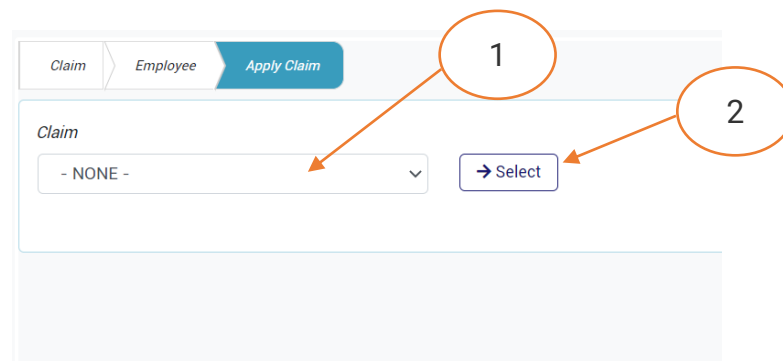 1
Claim Employee Apply Claim
2
Claim
- NONE -
Select